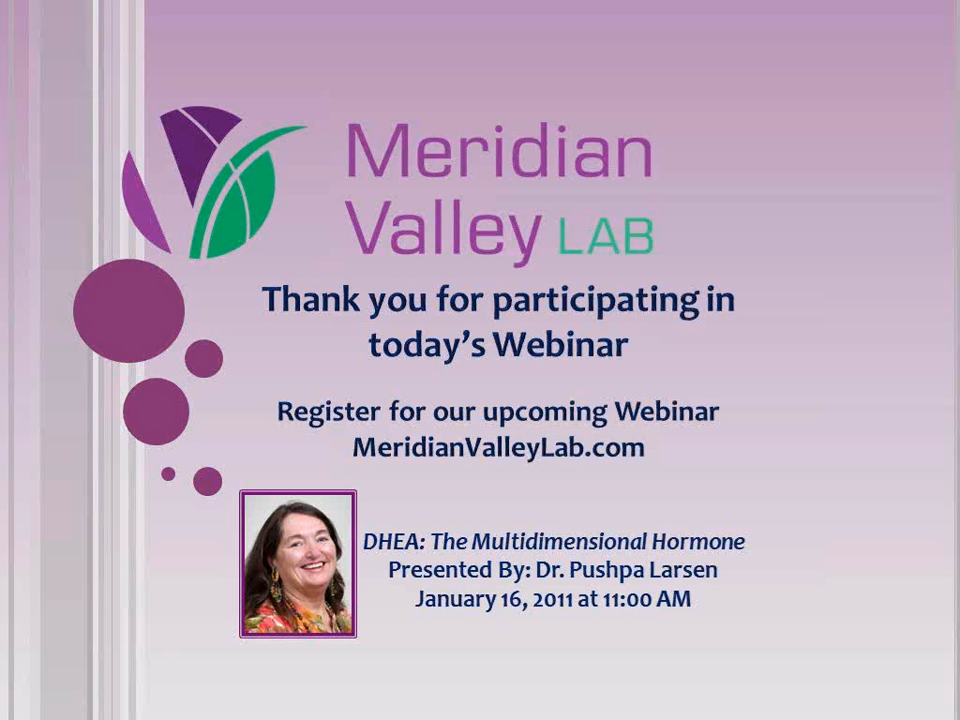 Meridian
Valley LAB
Thank you for participating in
today's Webinar
Register for our upcoming Webinar
MeridianValleyLab.com
DHEA: The Multidimensional Hormone
Presented By: Dr. Pushpa Larsen
January 16, 2011 at 11:00 AM